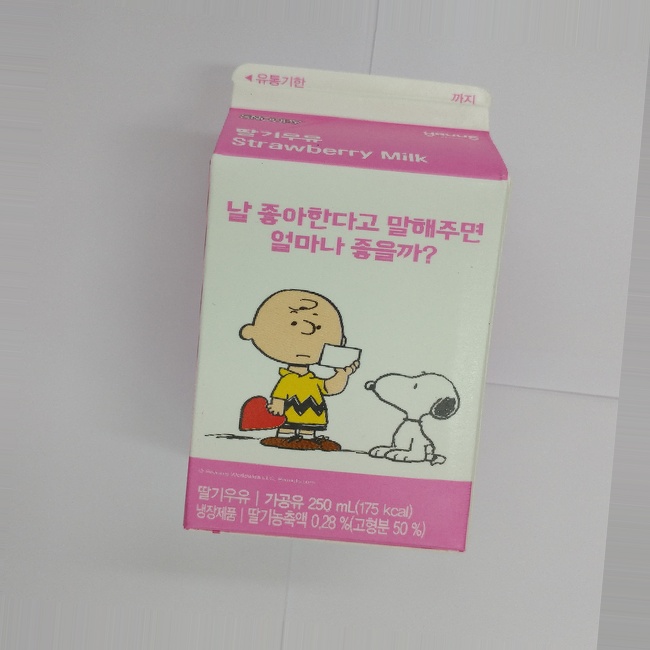 ◀ 유통기한
까지
딸기우유
Strawberry Milk
날 좋아한다고 말해주면
얼마나 좋을까?
딸기우유 | 가공유 250 mL(175 kcal)
냉장제품 | 딸기농축액 0.28 %(고형분 50 %)